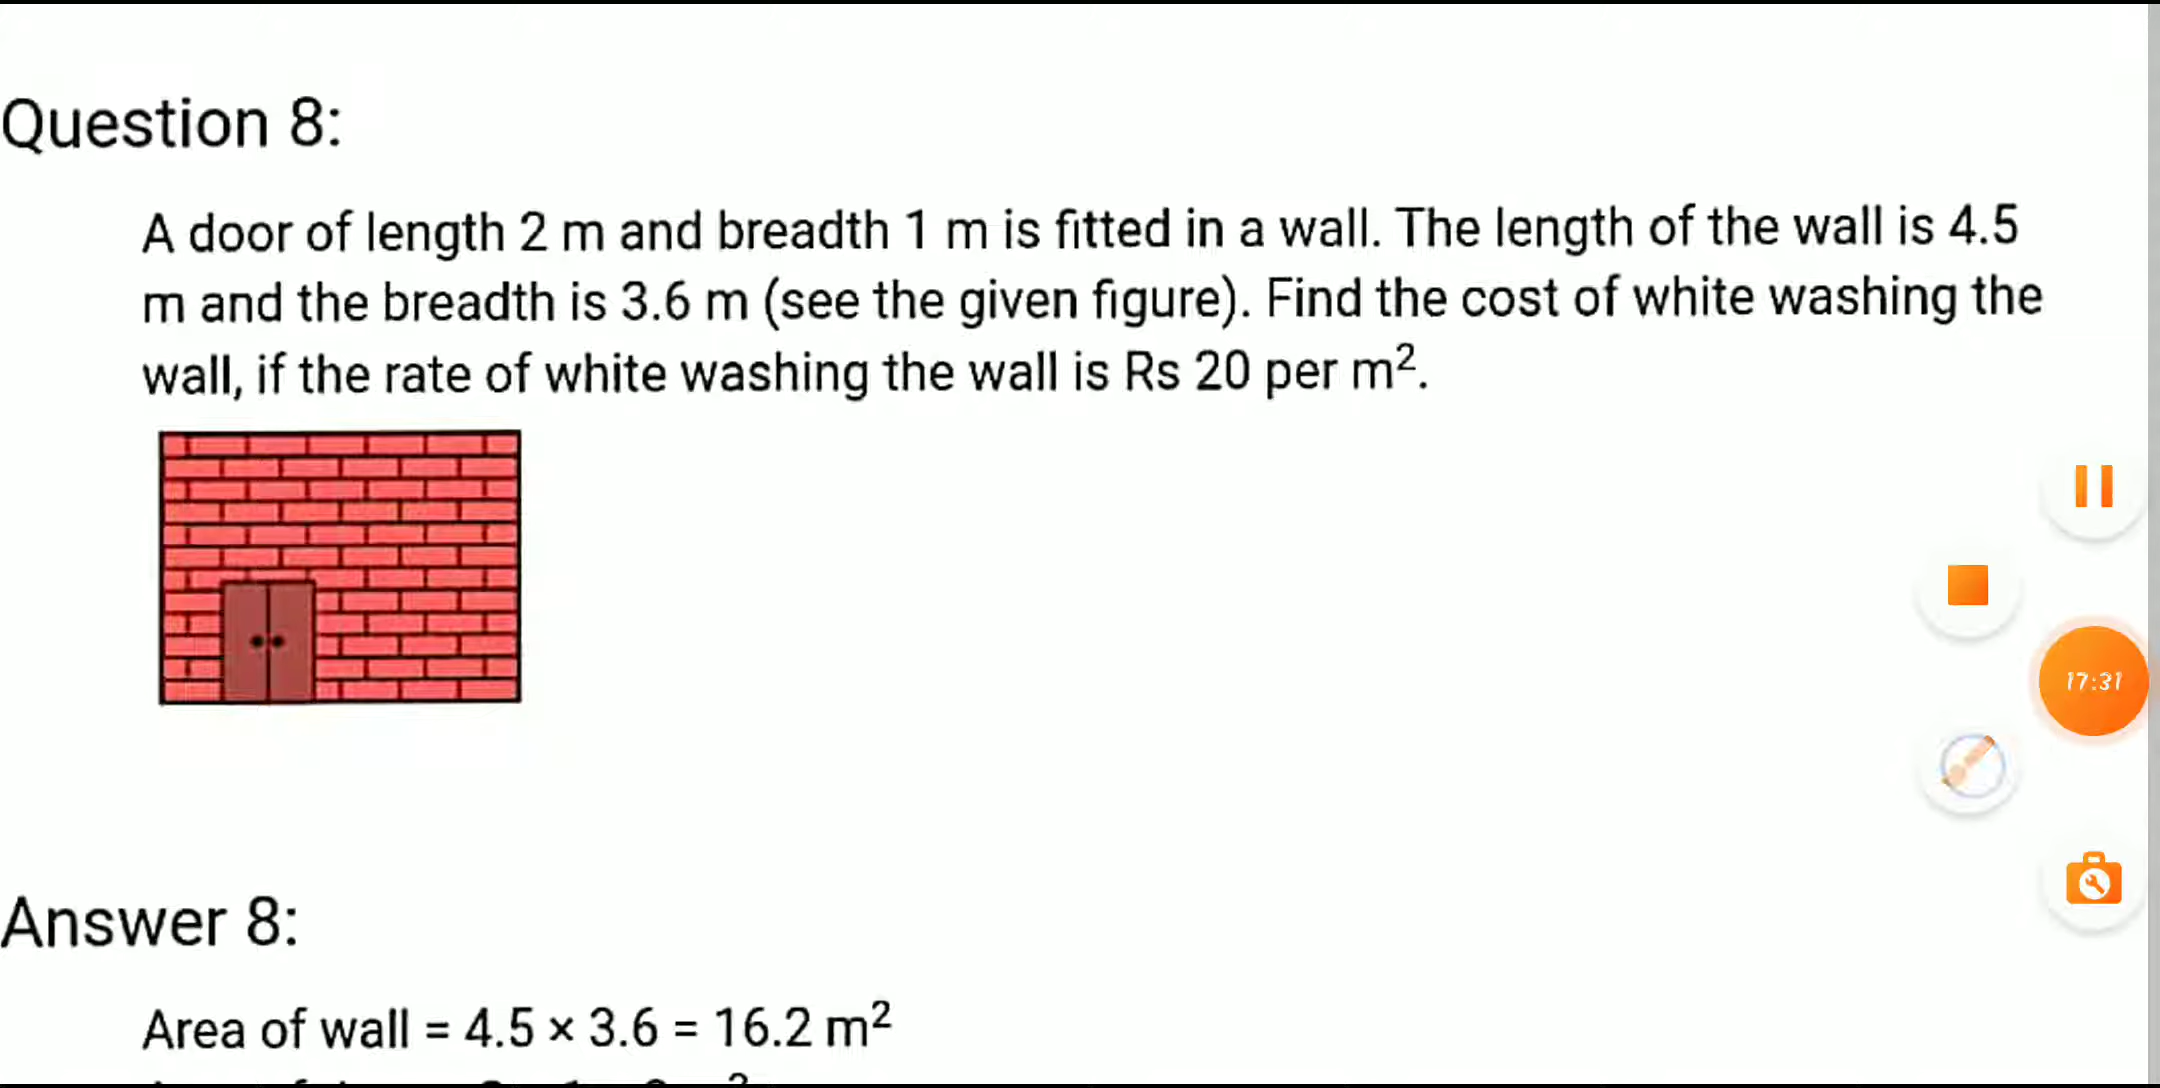 Question 8:
A door of length 2 m and breadth 1 m is fitted in a wall. The length of the wall is 4.5
m and the breadth is 3.6 m (see the given figure). Find the cost of white washing the
wall, if the rate of white washing the wall is Rs 20 per m².
17:31
Answer 8:
Area of wall = 4.5 × 3.6 = 16.2 m²